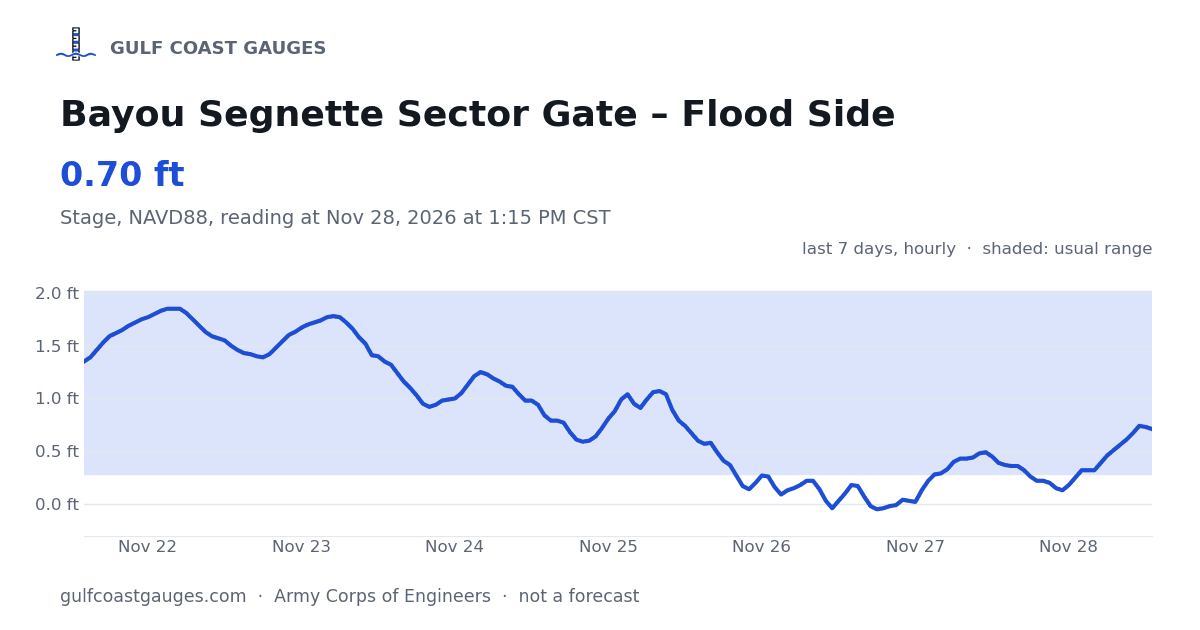 GULF COAST GAUGES
Bayou Segnette Sector Gate – Flood Side
0.70 ft
Stage, NAVD88, reading at Nov 28, 2026 at 1:15 PM CST
last 7 days, hourly · shaded: usual range
2.0 ft
1.5 ft
1.0 ft
0.5 ft
0.0 ft
Nov 22 Nov 23 Nov 24 Nov 25 Nov 26 Nov 27 Nov 28
gulfcoastgauges.com · Army Corps of Engineers · not a forecast